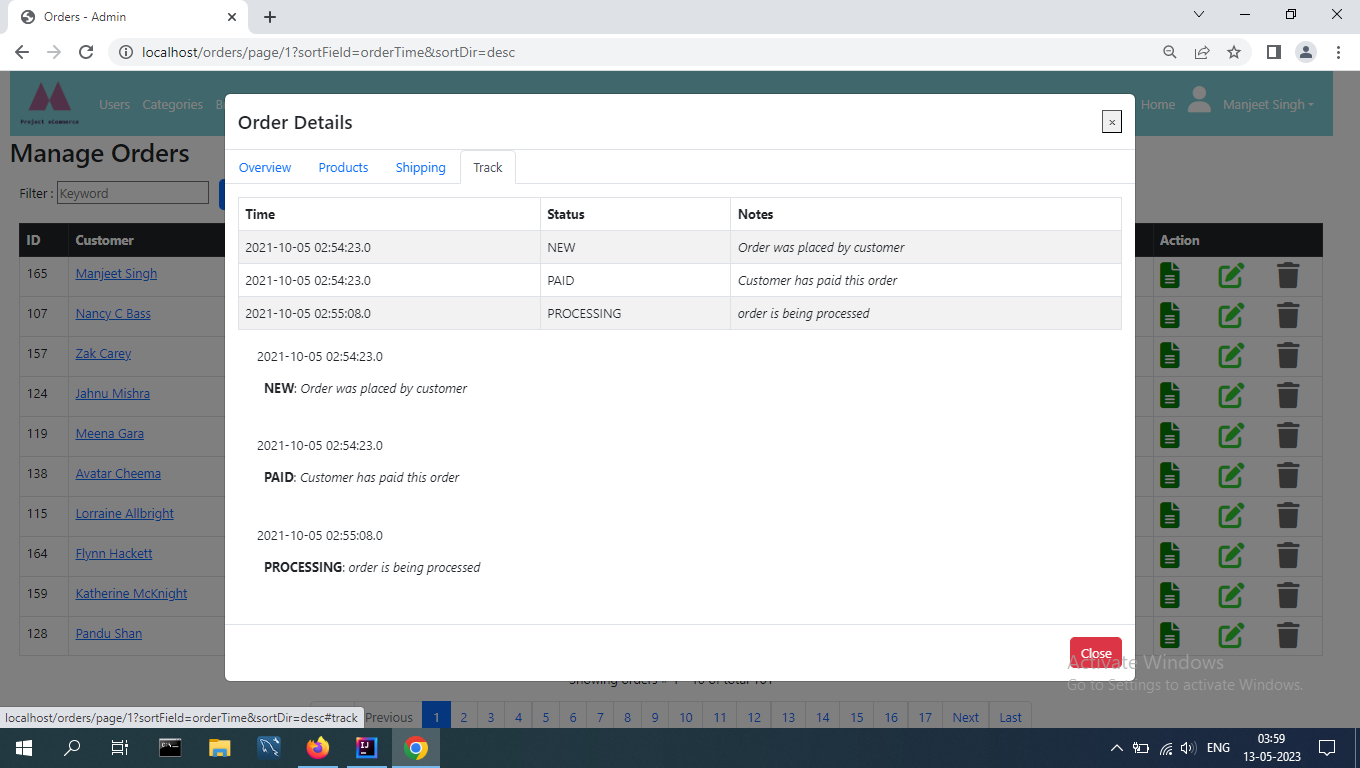 Orders - Admin
localhost/orders/page/1?sortField=orderTime&sortDir=desc
Project eCommerce
Users Categories
Home Manjeet Singh
Manage Orders
Filter : Keyword
ID Customer Action
165 Manjeet Singh
107 Nancy C Bass
157 Zak Carey
124 Jahnu Mishra
119 Meena Gara
138 Avatar Cheema
115 Lorraine Allbright
164 Flynn Hackett
159 Katherine McKnight
128 Pandu Shan
Order Details ×
Overview Products Shipping Track
Time Status Notes
2021-10-05 02:54:23.0 NEW Order was placed by customer
2021-10-05 02:54:23.0 PAID Customer has paid this order
2021-10-05 02:55:08.0 PROCESSING order is being processed
2021-10-05 02:54:23.0
NEW: Order was placed by customer
2021-10-05 02:54:23.0
PAID: Customer has paid this order
2021-10-05 02:55:08.0
PROCESSING: order is being processed
Close
Activate Windows
Go to Settings to activate Windows.
localhost/orders/page/1?sortField=orderTime&sortDir=desc#track
Previous 1 2 3 4 5 6 7 8 9 10 11 12 13 14 15 16 17 Next Last
ENG
03:59
13-05-2023